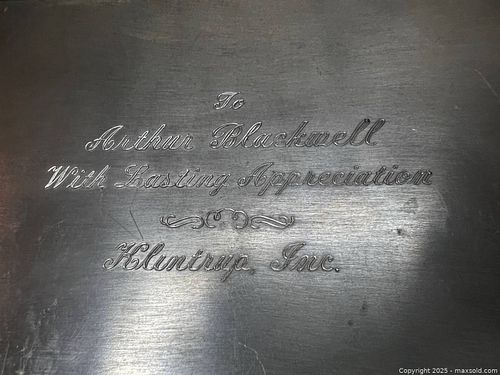 To
Arthur Blackwell
With Lasting Appreciation
Klintrup, Inc.
Copyright 2025 - maxsold.com